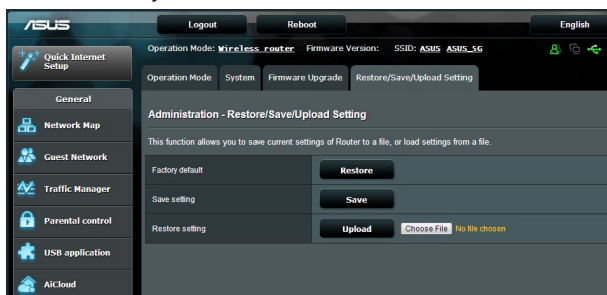 ASUS Logout Reboot English
Quick Internet Setup
Operation Mode: Wireless router Firmware Version: SSID: ASUS ASUS_5G
Operation Mode System Firmware Upgrade Restore/Save/Upload Setting
General
Network Map
Guest Network
Traffic Manager
Parental control
USB application
AiCloud
Administration - Restore/Save/Upload Setting
This function allows you to save current settings of Router to a file, or load settings from a file.
Factory default Restore
Save setting Save
Restore setting Upload Choose File No file chosen